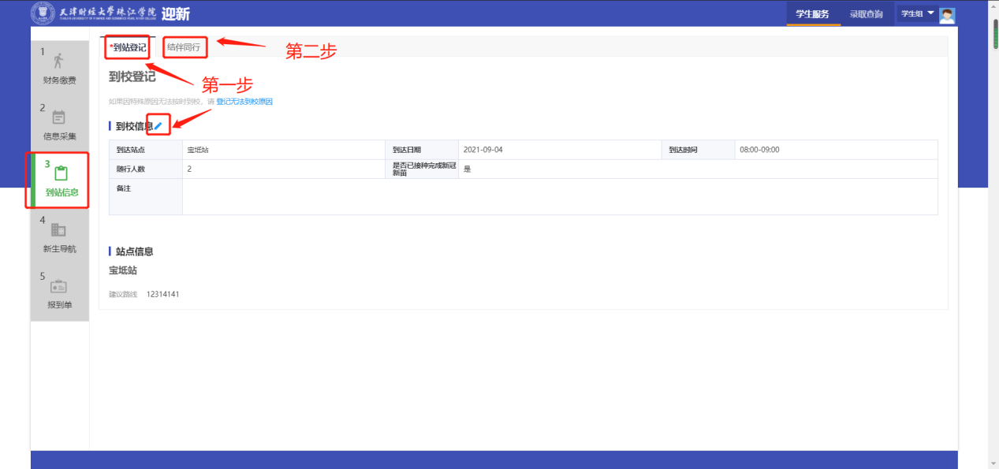 天津财经大学珠江学院 迎新
学生服务 录取查询 学生组
1
财务缴费
2
信息采集
3
到站信息
4
新生导航
5
报到单
*到站登记 结伴同行
第二步
第一步
到校登记
如果因特殊原因无法按时到校，请 登记无法到校原因
到校信息
到达站点 宝坻站 到达日期 2021-09-04 到达时间 08:00-09:00
随行人数 2 是否已接种完成新冠新苗 是
备注
站点信息
宝坻站
建议路线 12314141